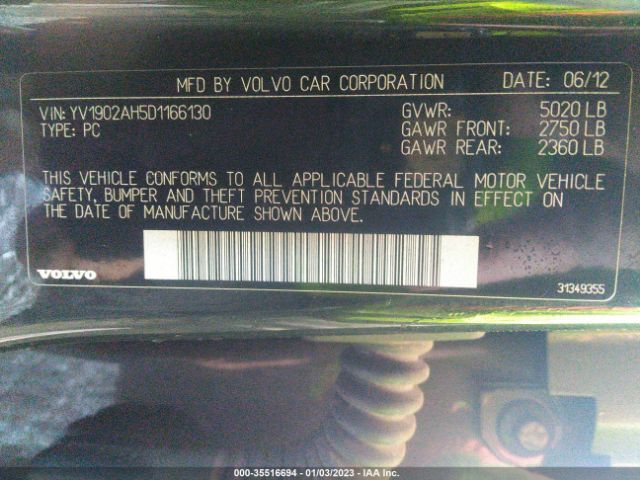 MFD BY VOLVO CAR CORPORATION DATE: 06/12
VIN: YV1902AH5D1166130 GVWR: 5020 LB
TYPE: PC GAWR FRONT: 2750 LB
GAWR REAR: 2360 LB
THIS VEHICLE CONFORMS TO ALL APPLICABLE FEDERAL MOTOR VEHICLE
SAFETY, BUMPER AND THEFT PREVENTION STANDARDS IN EFFECT ON
THE DATE OF MANUFACTURE SHOWN ABOVE.
VOLVO 31349355
000-35516694 - 01/03/2023 - IAA Inc.